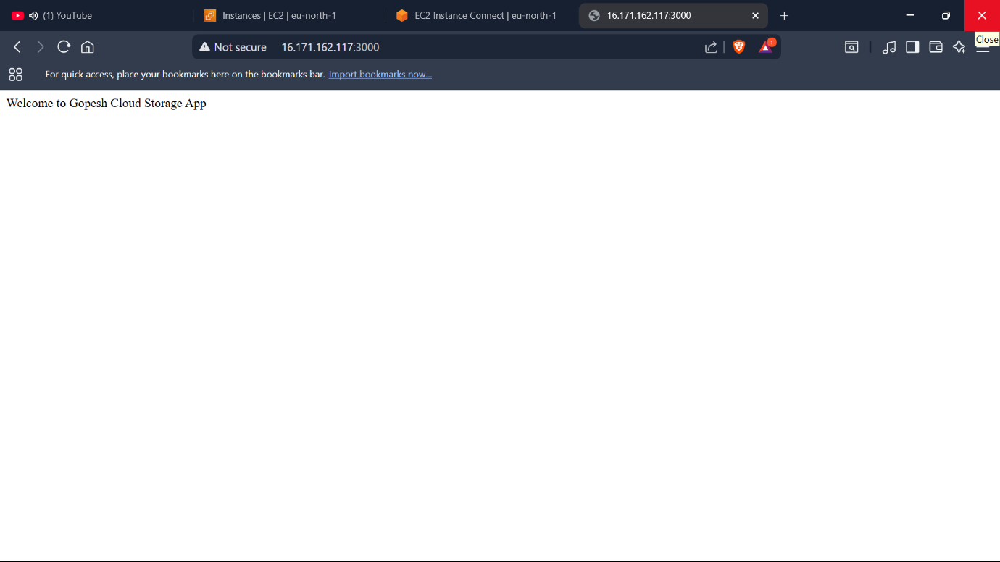 (1) YouTube
Instances | EC2 | eu-north-1
EC2 Instance Connect | eu-north-1
16.171.162.117:3000
Close
Not secure
16.171.162.117:3000
1
For quick access, place your bookmarks here on the bookmarks bar. Import bookmarks now...
Welcome to Gopesh Cloud Storage App